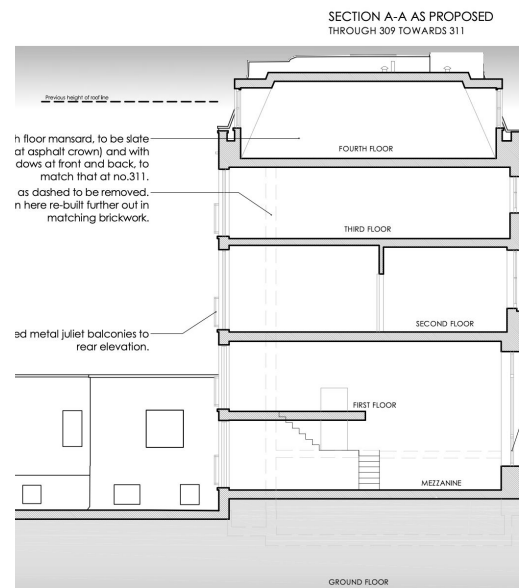 SECTION A-A AS PROPOSED
THROUGH 309 TOWARDS 311
Previous height of roof line
h floor mansard, to be slate
at asphalt crown) and with
dows at front and back, to
match that at no.311.
FOURTH FLOOR
as dashed to be removed.
n here re-built further out in
matching brickwork.
THIRD FLOOR
SECOND FLOOR
ed metal juliet balconies to
rear elevation.
FIRST FLOOR
MEZZANINE
GROUND FLOOR